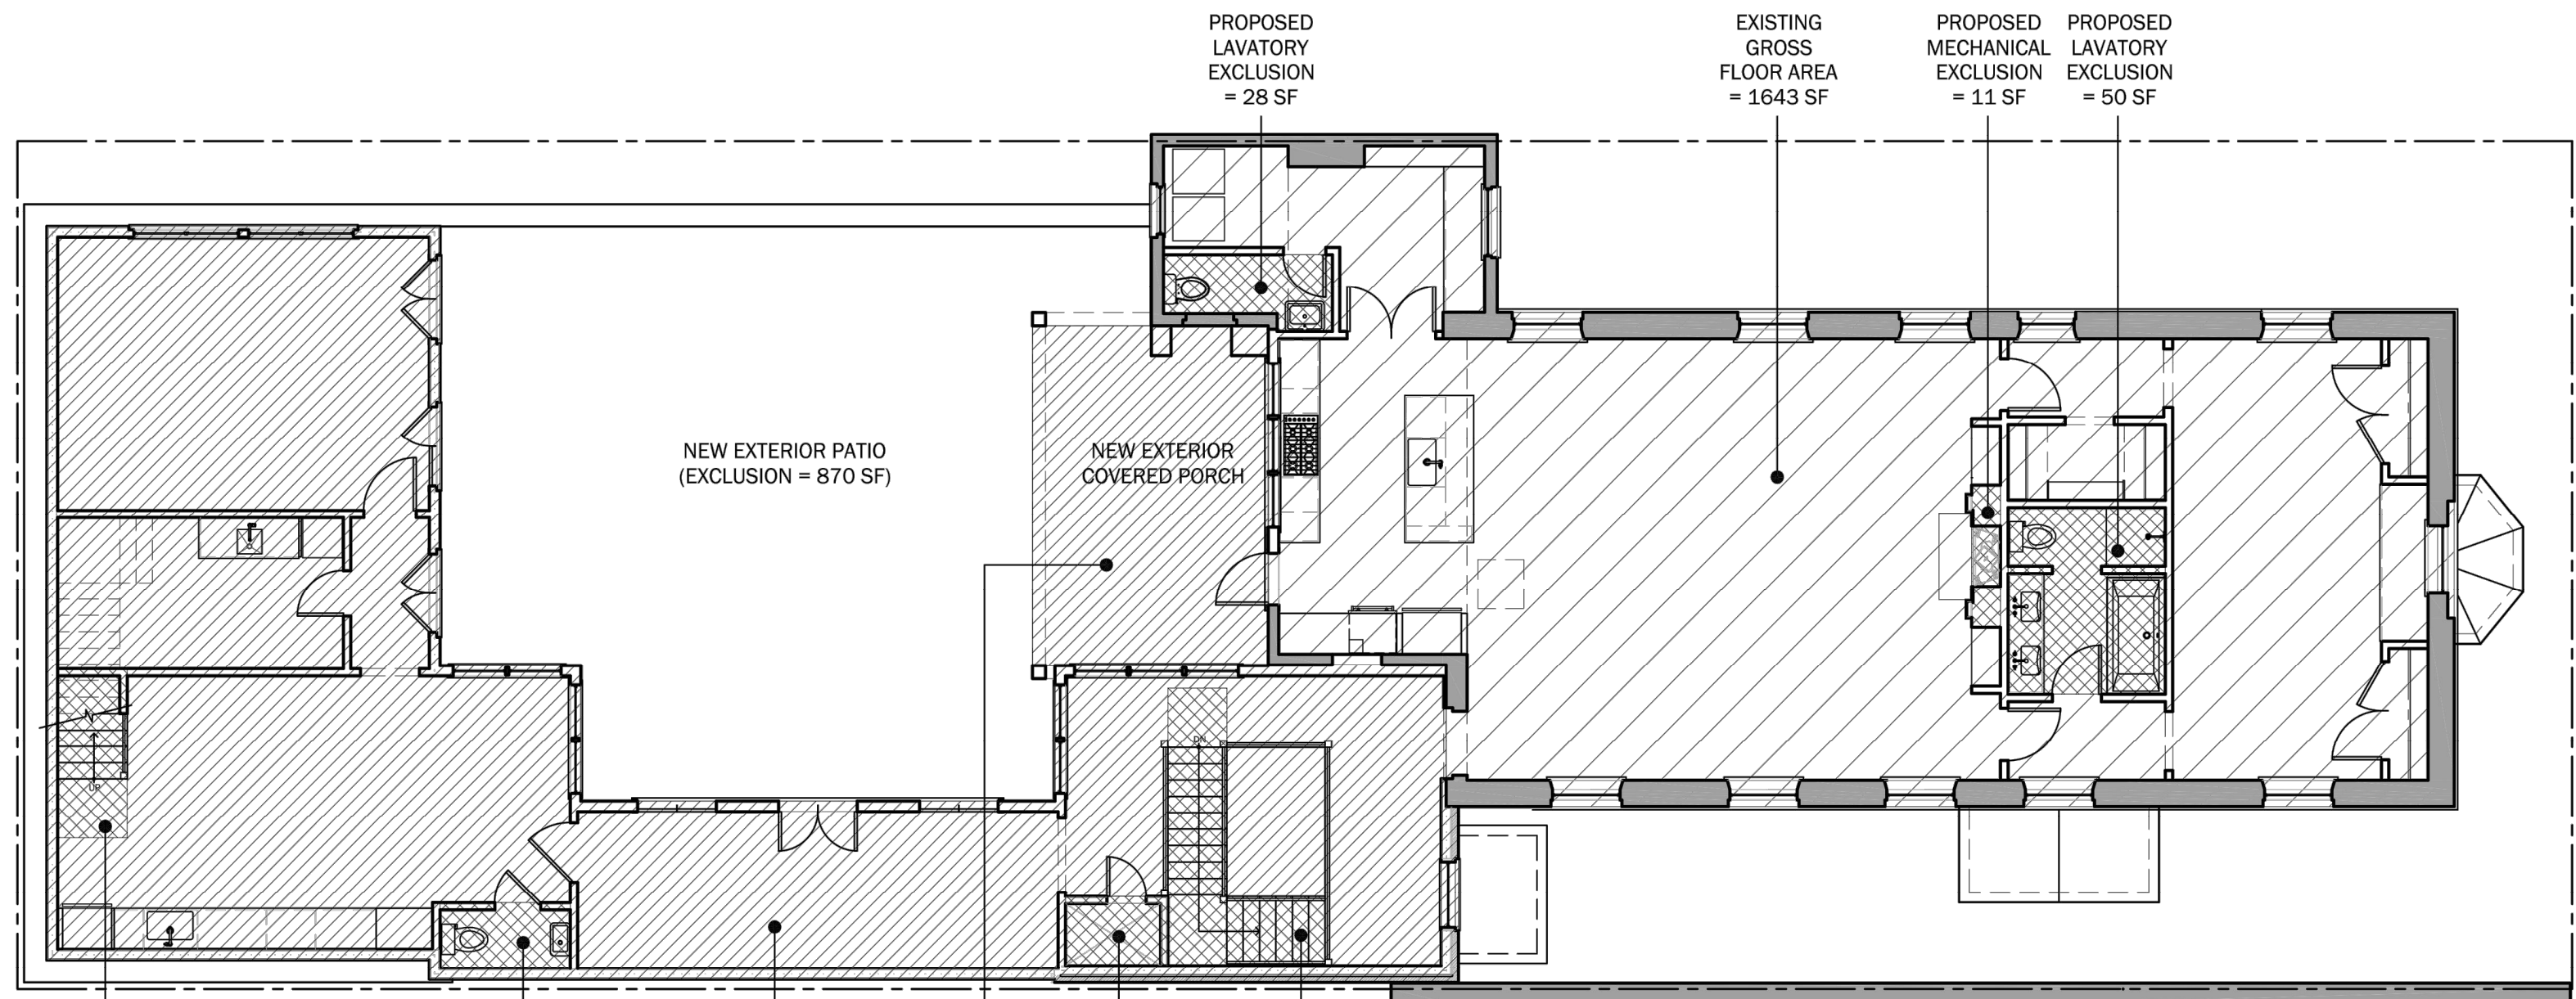 PROPOSED
LAVATORY
EXCLUSION
= 28 SF
EXISTING
GROSS
FLOOR AREA
= 1643 SF
PROPOSED
MECHANICAL
EXCLUSION
= 11 SF
PROPOSED
LAVATORY
EXCLUSION
= 50 SF
NEW EXTERIOR PATIO
(EXCLUSION = 870 SF)
NEW EXTERIOR
COVERED PORCH
DN
UP